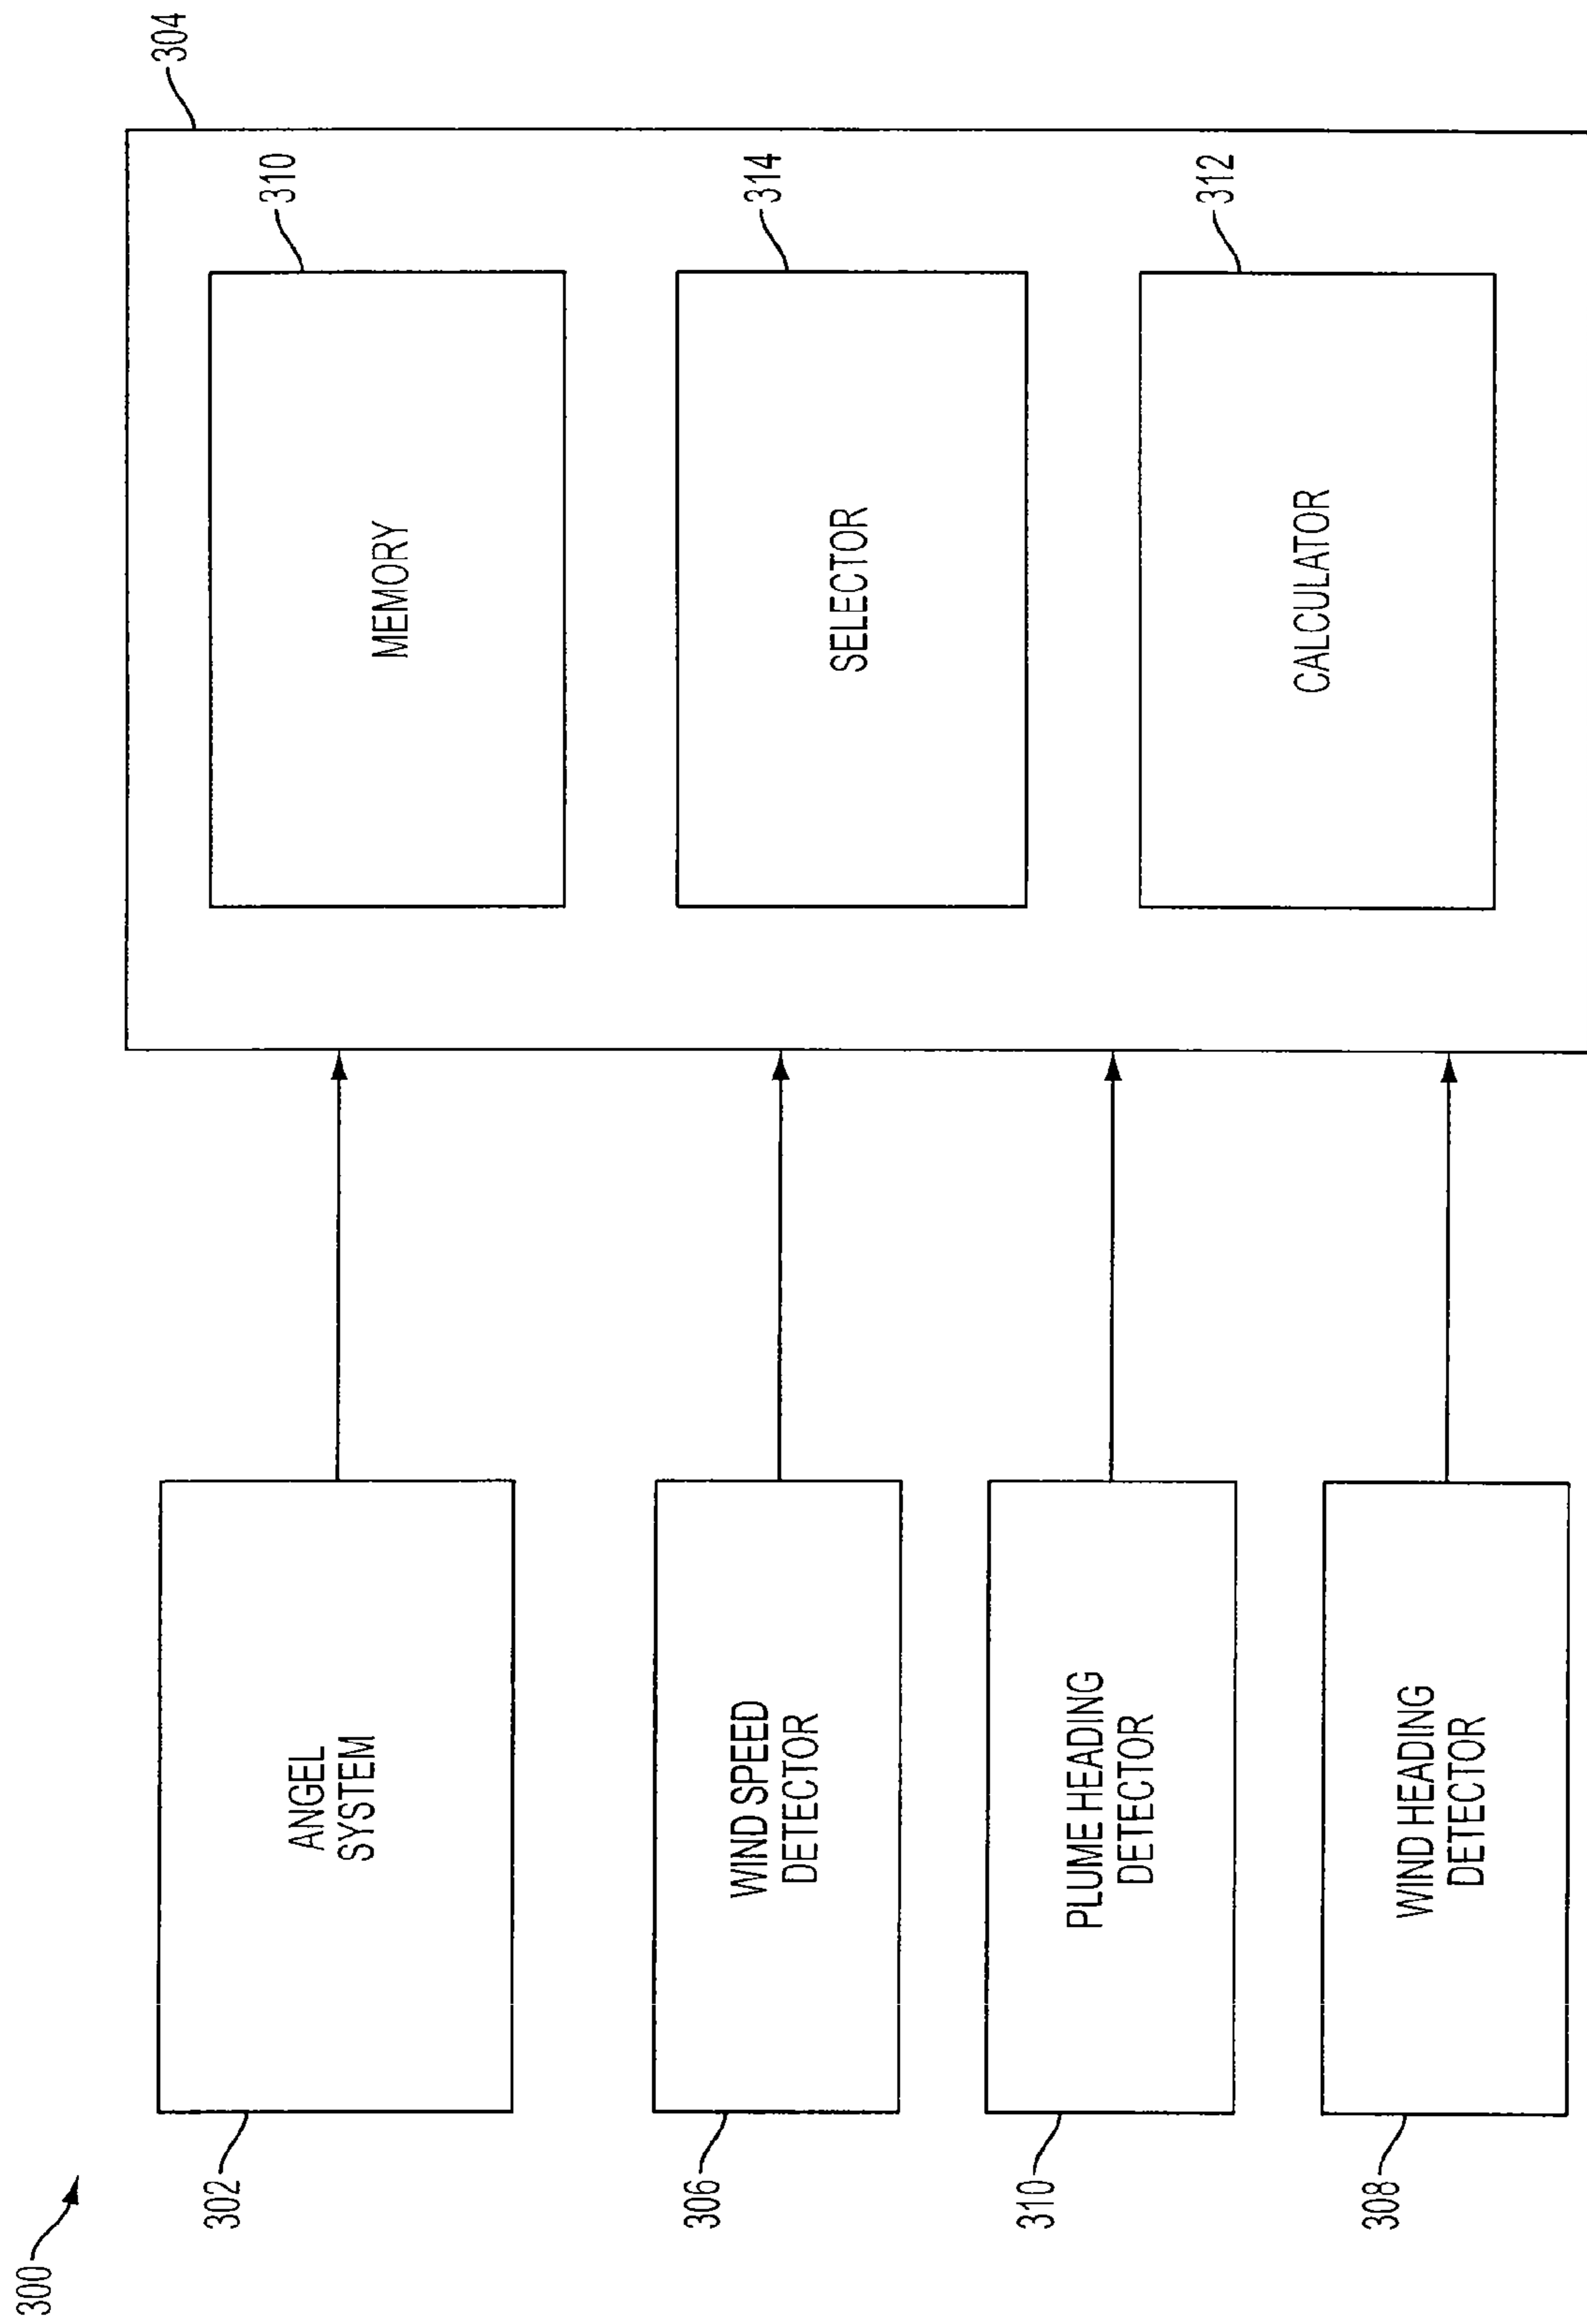 300
304
302
ANGEL
SYSTEM
310
MEMORY
306
WIND SPEED
DETECTOR
314
SELECTOR
310
PLUME HEADING
DETECTOR
312
CALCULATOR
308
WIND HEADING
DETECTOR